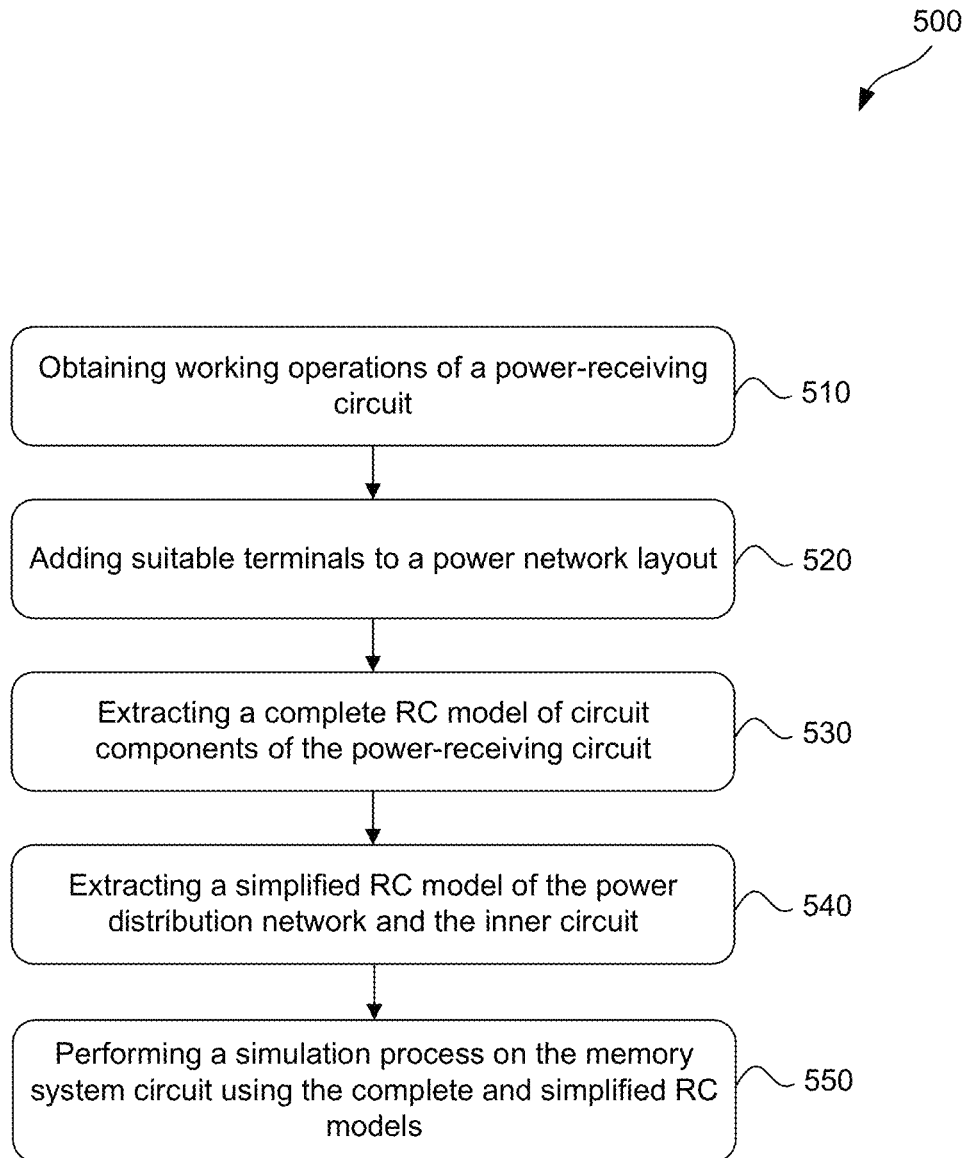 500
Obtaining working operations of a power-receiving
circuit
510
Adding suitable terminals to a power network layout
520
Extracting a complete RC model of circuit
components of the power-receiving circuit
530
Extracting a simplified RC model of the power
distribution network and the inner circuit
540
Performing a simulation process on the memory
system circuit using the complete and simplified RC
models
550